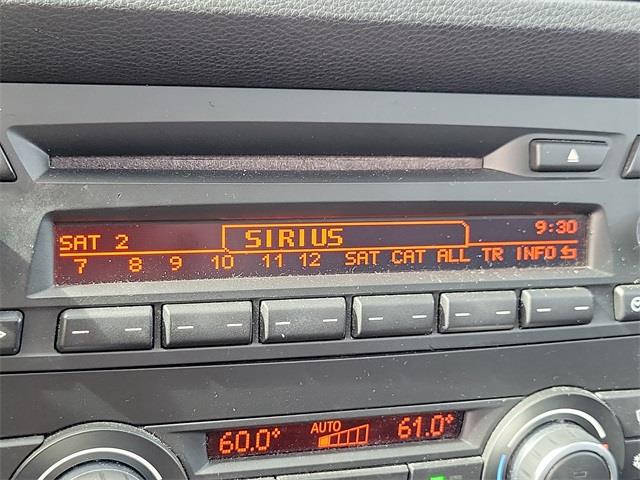 SAT 2 SIRIUS 9:30
7 8 9 10 11 12 SAT CAT ALL TR INFO
60.0° AUTO 61.0°